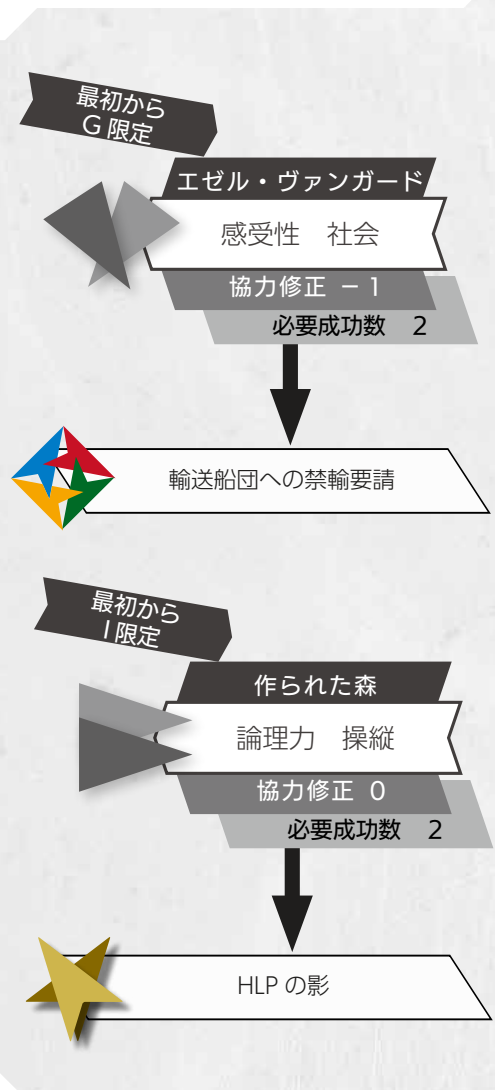 最初から
G 限定
エゼル・ヴァンガード
感受性　社会
協力修正 －1
必要成功数　2
輸送船団への禁輸要請
最初から
I 限定
作られた森
論理力　操縦
協力修正 0
必要成功数　2
HLP の影